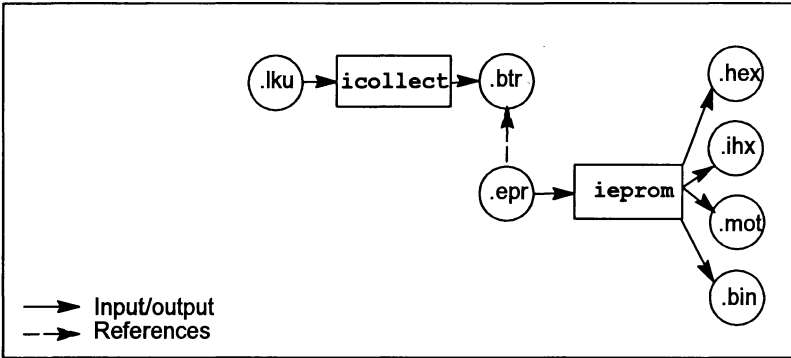 .lku
icollect
.btr
.hex
.ihx
.epr
ieprom
.mot
.bin
Input/output
References